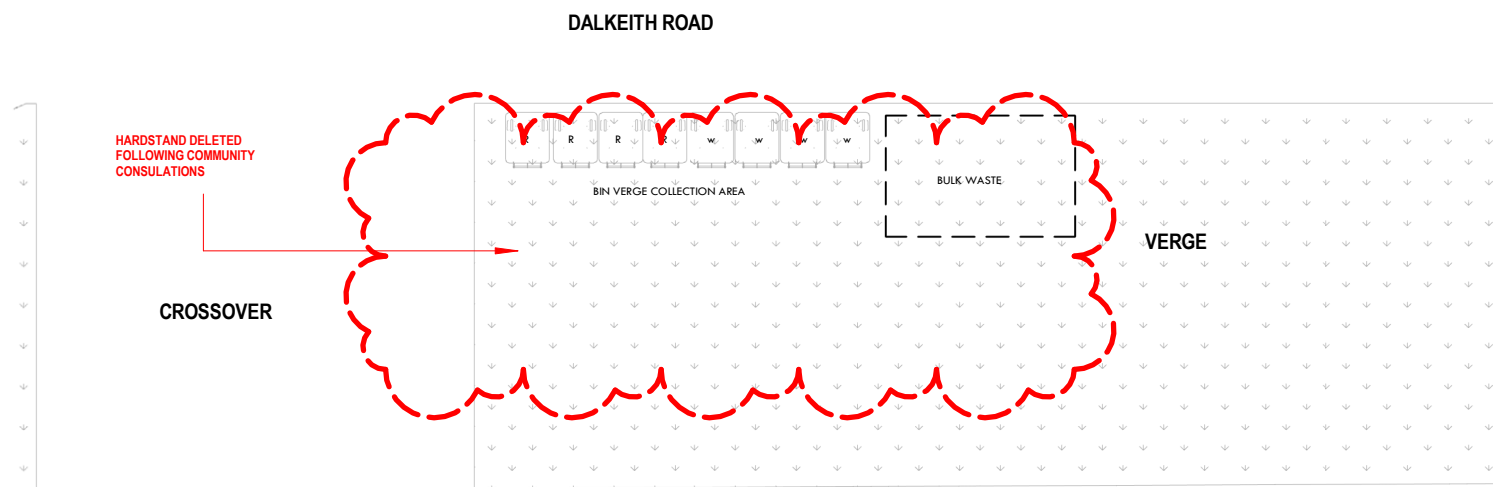 DALKEITH ROAD
HARDSTAND DELETED
FOLLOWING COMMUNITY
CONSULATIONS
R R R R w w w w
BIN VERGE COLLECTION AREA
BULK WASTE
VERGE
CROSSOVER